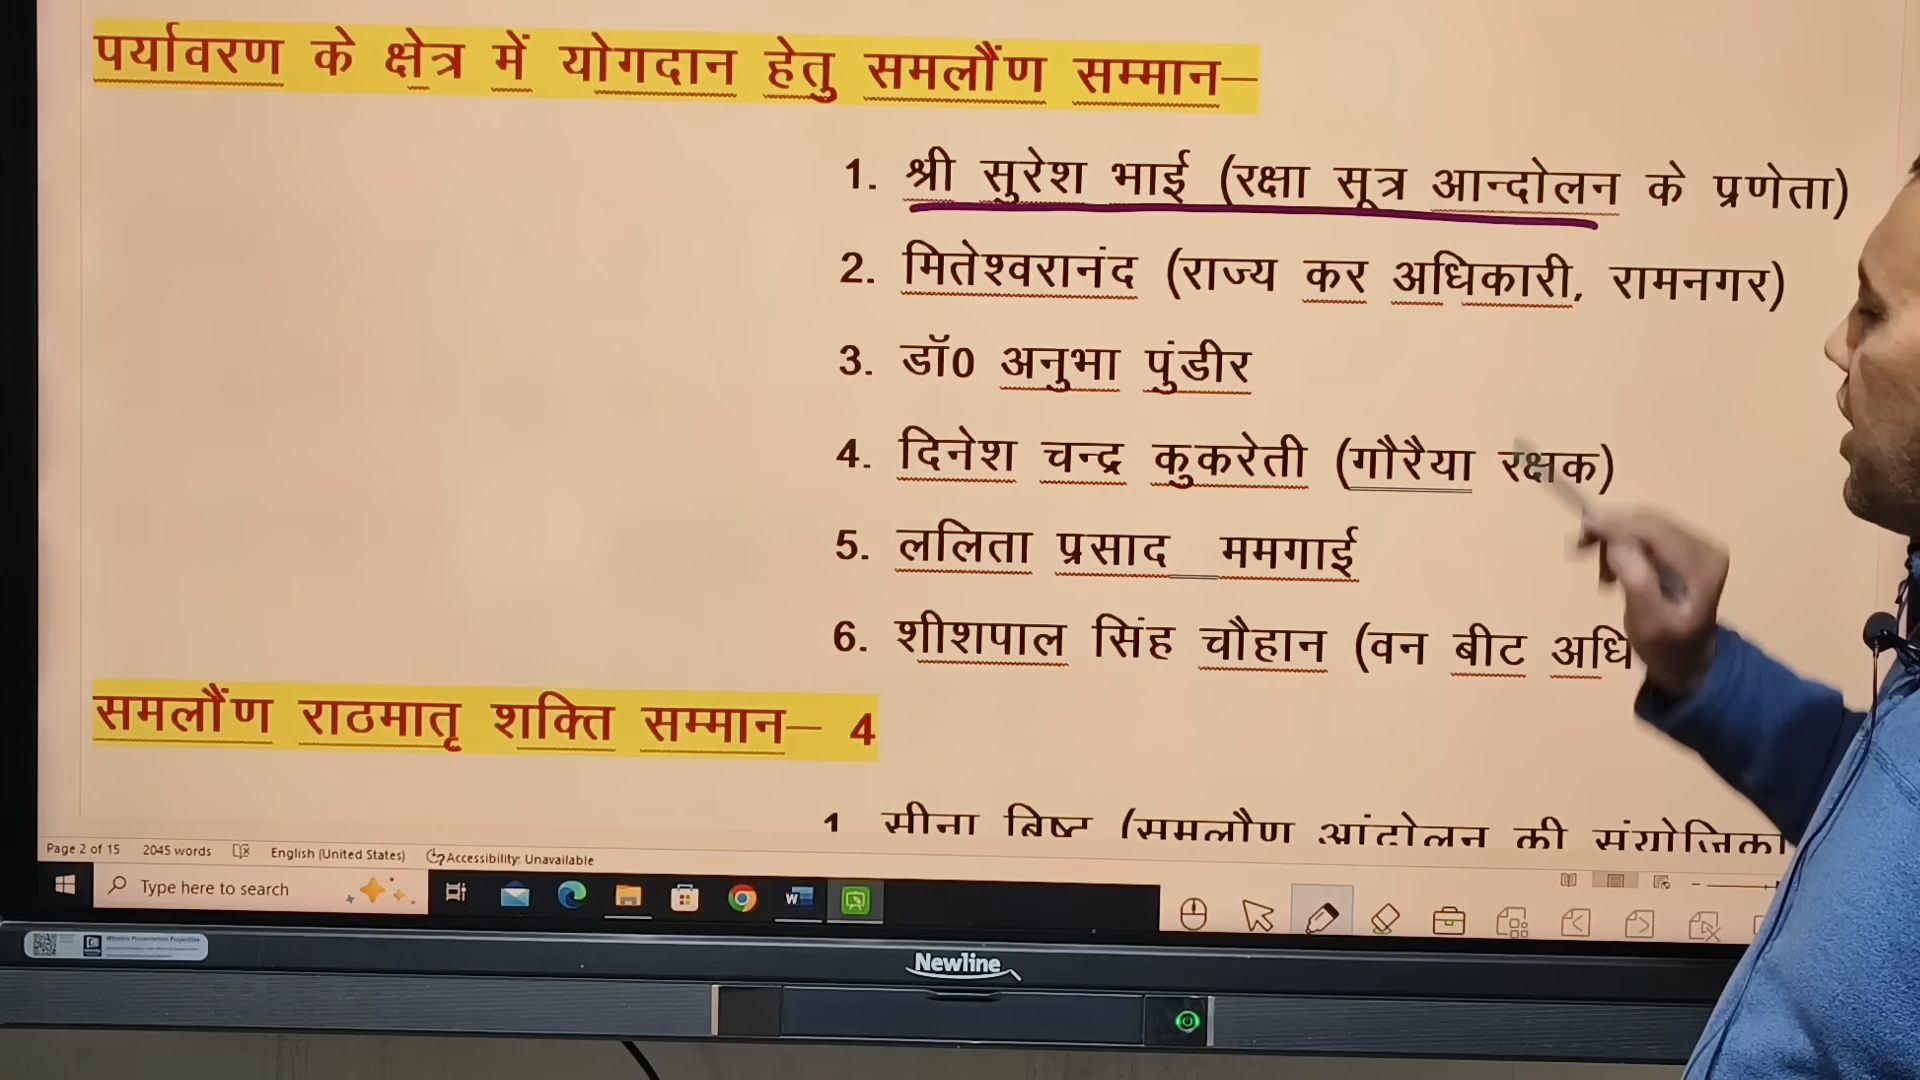 पर्यावरण के क्षेत्र में योगदान हेतु समलौंण सम्मान–
1. श्री सुरेश भाई (रक्षा सूत्र आन्दोलन के प्रणेता)
2. मितेश्वरानंद (राज्य कर अधिकारी, रामनगर)
3. डॉ0 अनुभा पुंडीर
4. दिनेश चन्द्र कुकरेती (गौरैया रक्षक)
5. ललिता प्रसाद ममगाई
6. शीशपाल सिंह चौहान (वन बीट अधि
समलौंण राठमातृ शक्ति सम्मान– 4
1 बिष्ट (समलौण आंदोलन की संयोजिका
Page 2 of 15 2045 words English (United States) Accessibility: Unavailable
Type here to search
Newline